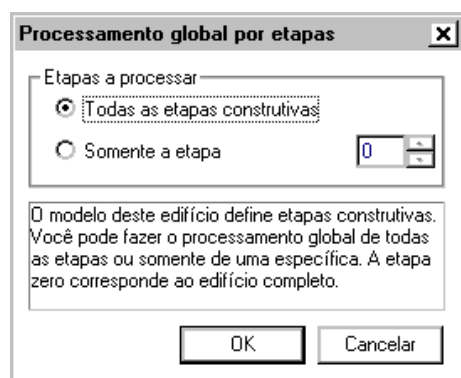 Processamento global por etapas
Etapas a processar
Todas as etapas construtivas
Somente a etapa 0
O modelo deste edifício define etapas construtivas.
Você pode fazer o processamento global de todas
as etapas ou somente de uma específica. A etapa
zero corresponde ao edifício completo.
OK Cancelar